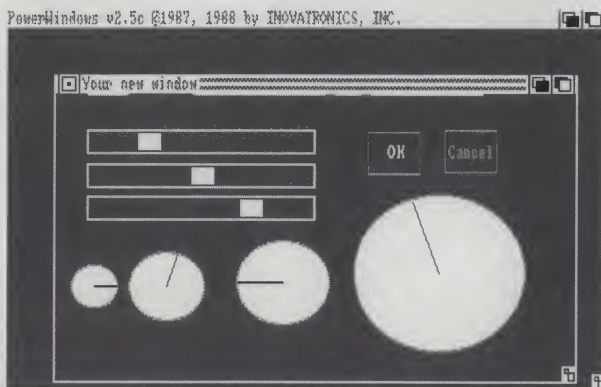 PowerWindows v2.5c @1987, 1988 by INOVATRONICS, INC.
Your new window
OK
Cancel